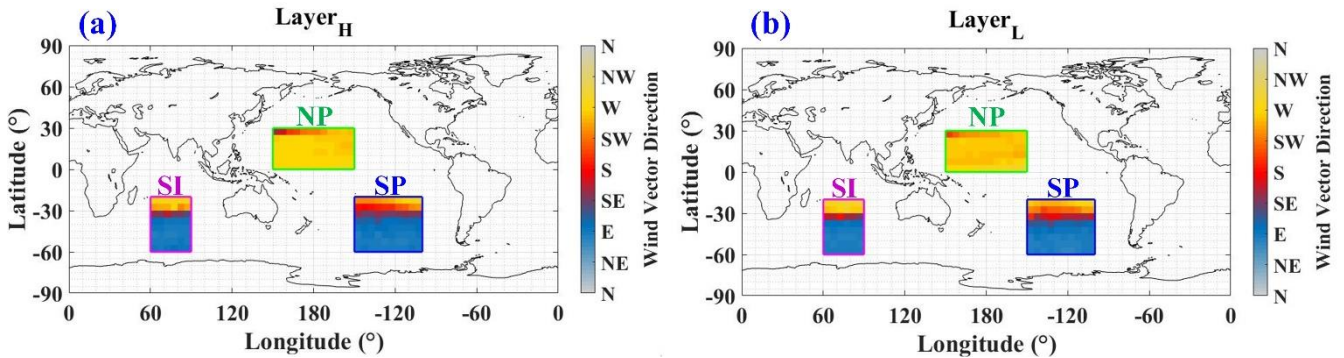 (a)
Layer_H
90
60
30
0
-30
-60
-90
Latitude (°)
NP
SI
SP
0
60
120
180
-120
-60
0
Longitude (°)
N
NW
W
SW
S
SE
E
NE
N
Wind Vector Direction
(b)
Layer_L
90
60
30
0
-30
-60
-90
Latitude (°)
NP
SI
SP
0
60
120
180
-120
-60
0
Longitude (°)
N
NW
W
SW
S
SE
E
NE
N
Wind Vector Direction